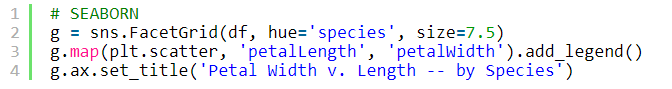 1 # SEABORN
2 g = sns.FacetGrid(df, hue='species', size=7.5)
3 g.map(plt.scatter, 'petalLength', 'petalWidth').add_legend()
4 g.ax.set_title('Petal Width v. Length -- by Species')